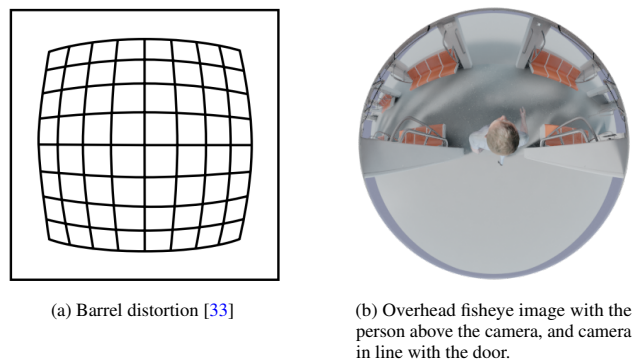 (a) Barrel distortion [33]
(b) Overhead fisheye image with the
person above the camera, and camera
in line with the door.